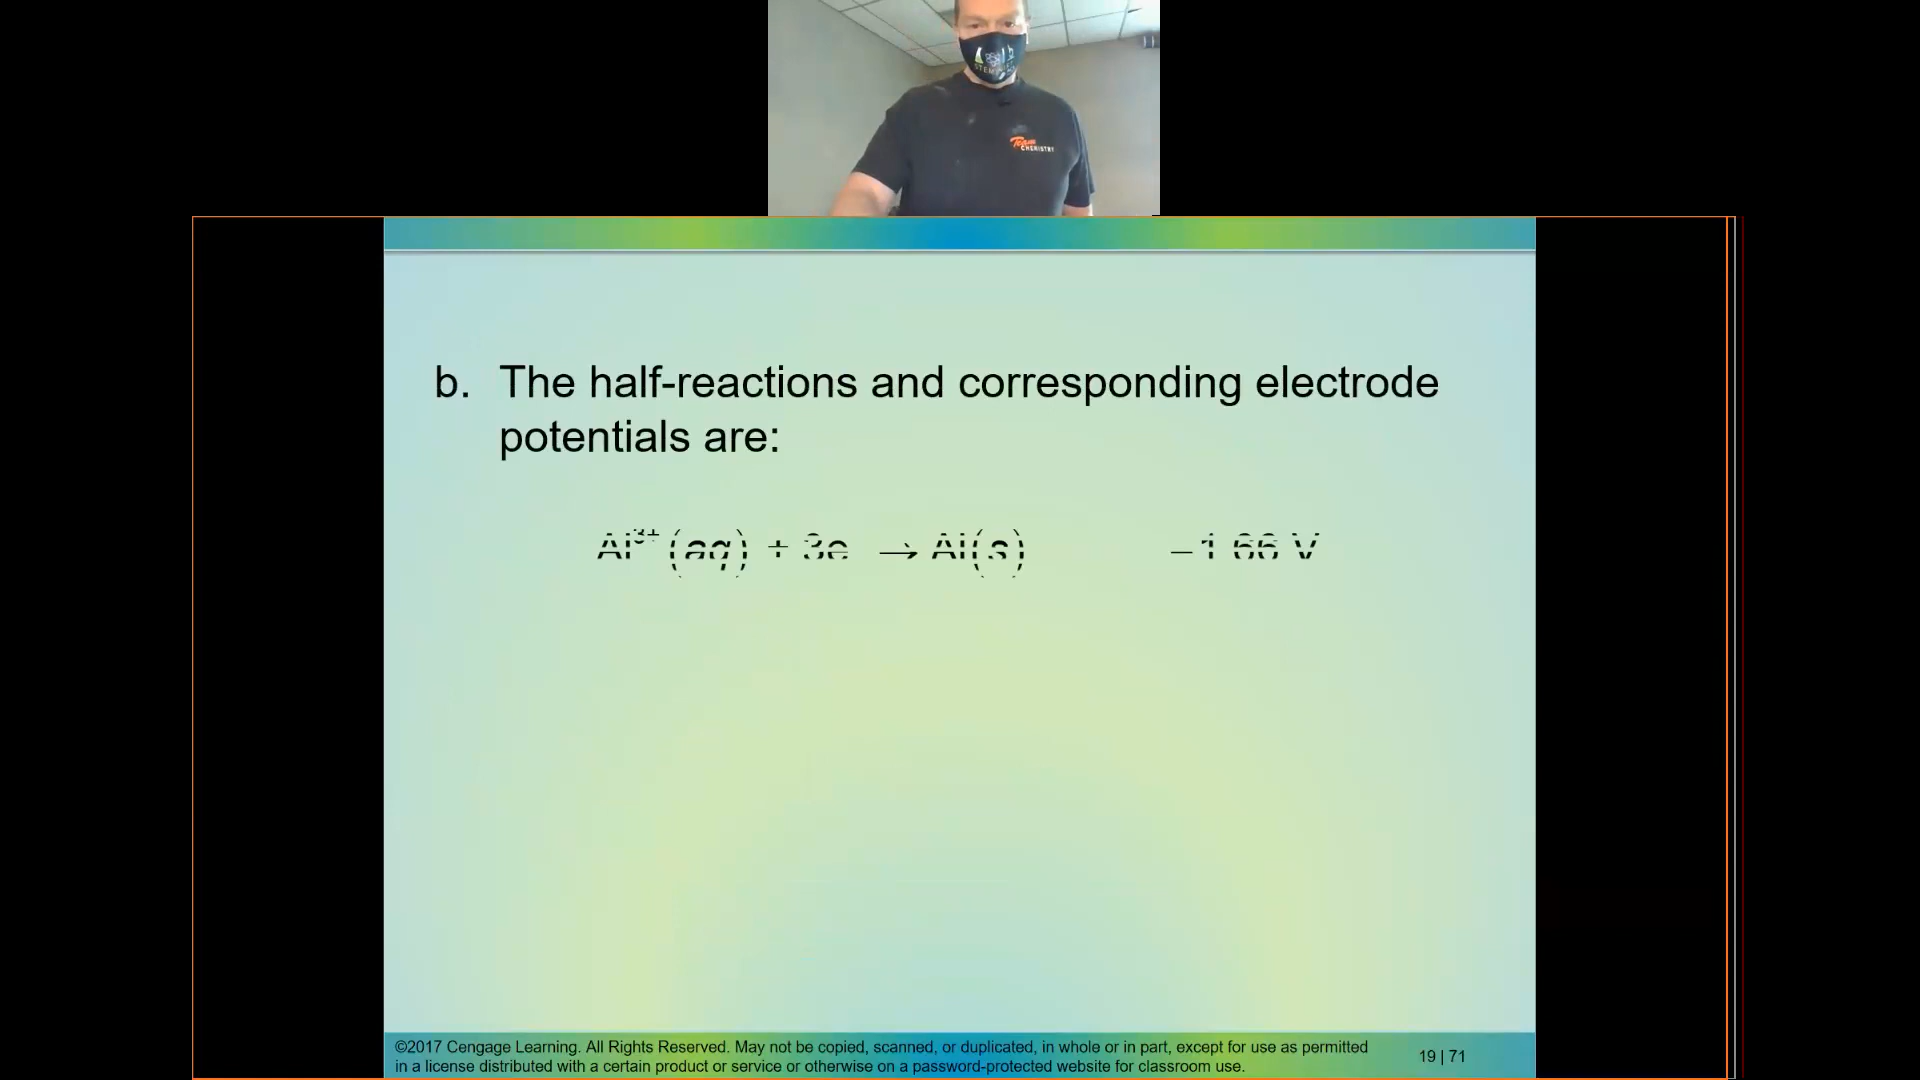 Team
CHEMISTRY
b. The half-reactions and corresponding electrode
potentials are:
Al³⁺(aq) + 3e → Al(s) −1 66 V
©2017 Cengage Learning. All Rights Reserved. May not be copied, scanned, or duplicated, in whole or in part, except for use as permitted
in a license distributed with a certain product or service or otherwise on a password-protected website for classroom use.
19 | 71